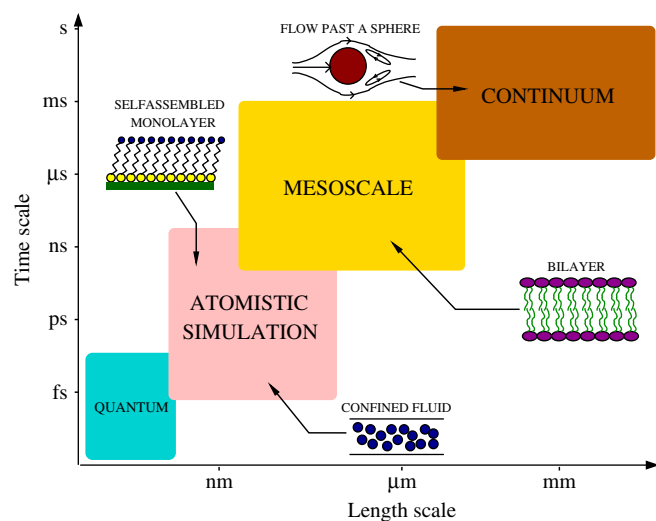 s
FLOW PAST A SPHERE
CONTINUUM
ms
SELFASSEMBLED
MONOLAYER
μs
MESOSCALE
ns
BILAYER
Time scale
ATOMISTIC
SIMULATION
ps
fs
QUANTUM
CONFINED FLUID
nm
μm
mm
Length scale